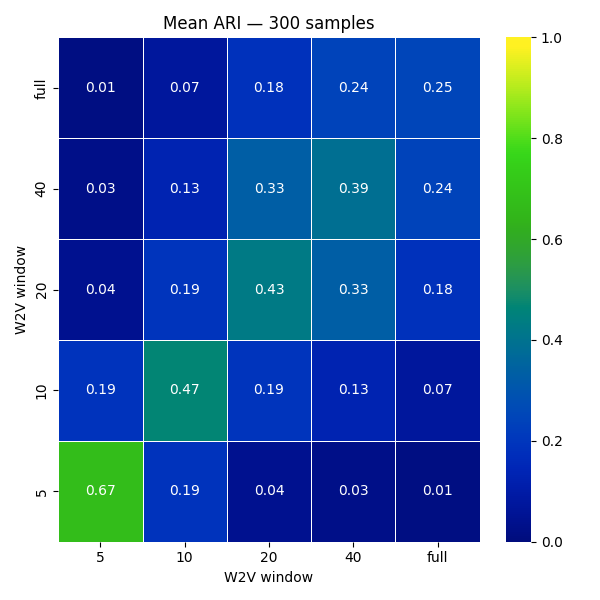 Mean ARI — 300 samples
full 0.01 0.07 0.18 0.24 0.25
40 0.03 0.13 0.33 0.39 0.24
20 0.04 0.19 0.43 0.33 0.18
10 0.19 0.47 0.19 0.13 0.07
5 0.67 0.19 0.04 0.03 0.01
5 10 20 40 full
W2V window
W2V window
1.0
0.8
0.6
0.4
0.2
0.0